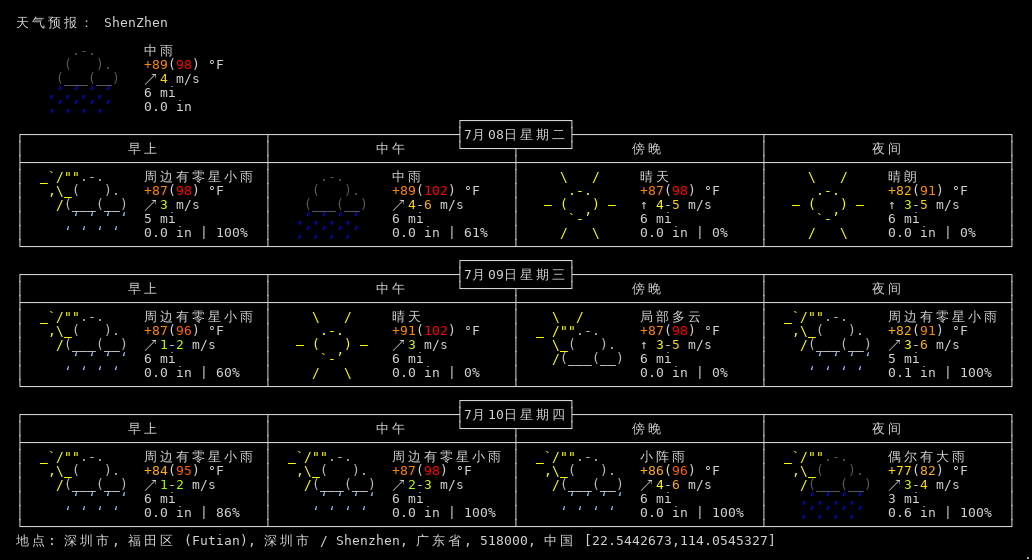 天气预报： ShenZhen
中雨
+89(98) °F
↗4 m/s
6 mi
0.0 in
7月08日星期二
早上 中午 傍晚 夜间
周边有零星小雨 中雨 晴天 晴朗
+87(98) °F +89(102) °F +87(98) °F +82(91) °F
↗3 m/s ↗4-6 m/s ↑ 4-5 m/s ↑ 3-5 m/s
5 mi 6 mi 6 mi 6 mi
0.0 in | 100% 0.0 in | 61% 0.0 in | 0% 0.0 in | 0%
7月09日星期三
早上 中午 傍晚 夜间
周边有零星小雨 晴天 局部多云 周边有零星小雨
+87(96) °F +91(102) °F +87(98) °F +82(91) °F
↗1-2 m/s ↗3 m/s ↑ 3-5 m/s ↗3-6 m/s
6 mi 6 mi 6 mi 5 mi
0.0 in | 60% 0.0 in | 0% 0.0 in | 0% 0.1 in | 100%
7月10日星期四
早上 中午 傍晚 夜间
周边有零星小雨 周边有零星小雨 小阵雨 偶尔有大雨
+84(95) °F +87(98) °F +86(96) °F +77(82) °F
↗1-2 m/s ↗2-3 m/s ↗4-6 m/s ↗3-4 m/s
6 mi 6 mi 6 mi 3 mi
0.0 in | 86% 0.0 in | 100% 0.0 in | 100% 0.6 in | 100%
地点: 深圳市, 福田区 (Futian), 深圳市 / Shenzhen, 广东省, 518000, 中国 [22.5442673,114.0545327]